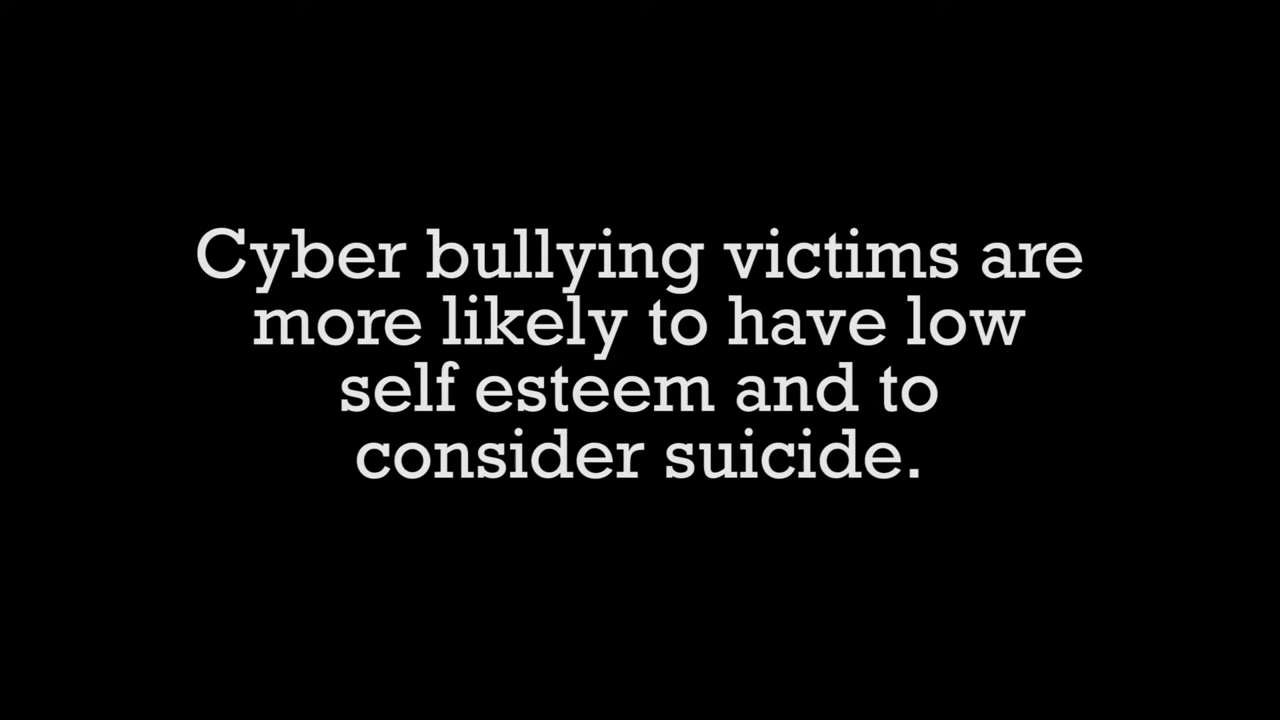 Cyber bullying victims are
more likely to have low
self esteem and to
consider suicide.